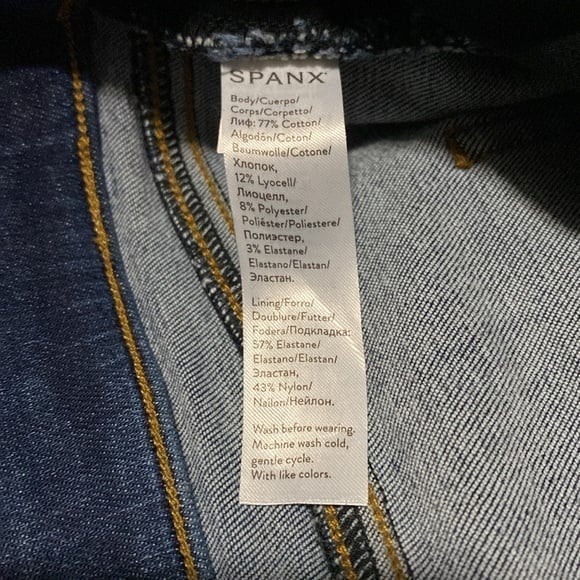 SPANX
Body/Cuerpo/
Corps/Corpetto/
Лиф: 77% Cotton/
Algodón/Coton/
Baumwolle/Cotone/
Хлопок,
12% Lyocell/
Лиоцелл,
8% Polyester/
Poliéster/Poliestere/
Полиэстер,
3% Elastane/
Elastano/Elastan/
Эластан.
Lining/Forro/
Doublure/Futter/
Fodera/Подкладка:
57% Elastane/
Elastano/Elastan/
Эластан,
43% Nylon/
Nailon/Нейлон.
Wash before wearing.
Machine wash cold,
gentle cycle.
With like colors.